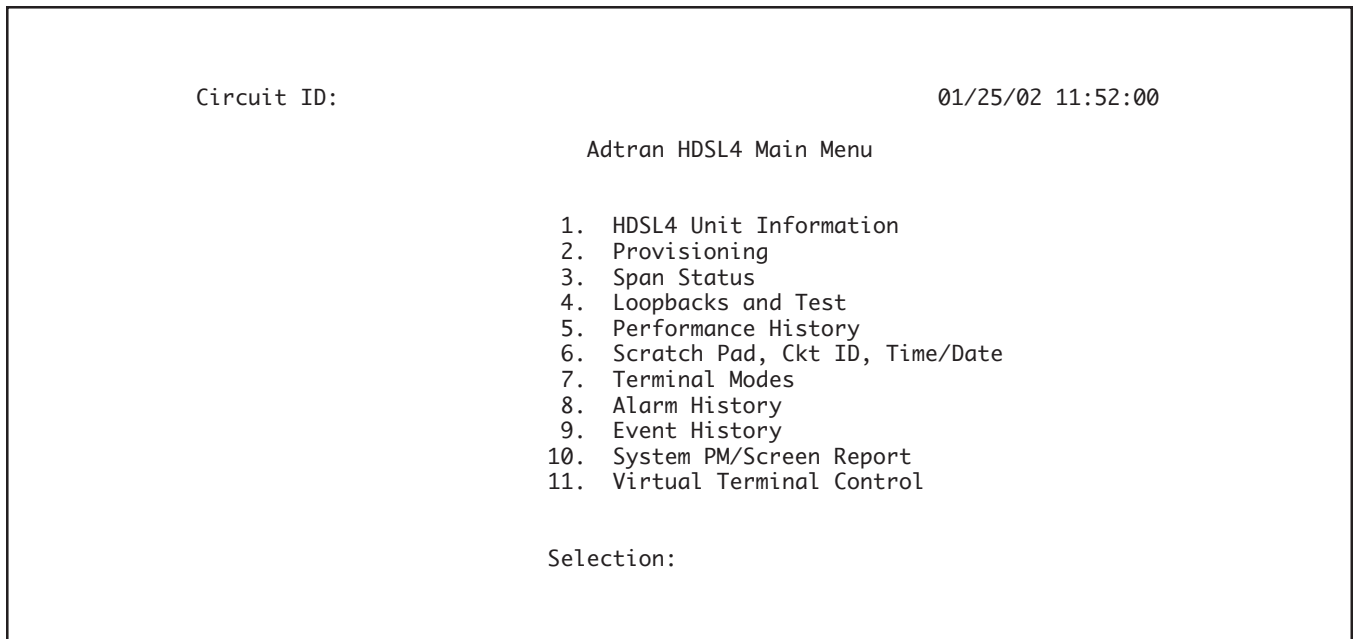 Circuit ID: 01/25/02 11:52:00
Adtran HDSL4 Main Menu
1. HDSL4 Unit Information
2. Provisioning
3. Span Status
4. Loopbacks and Test
5. Performance History
6. Scratch Pad, Ckt ID, Time/Date
7. Terminal Modes
8. Alarm History
9. Event History
10. System PM/Screen Report
11. Virtual Terminal Control
Selection: